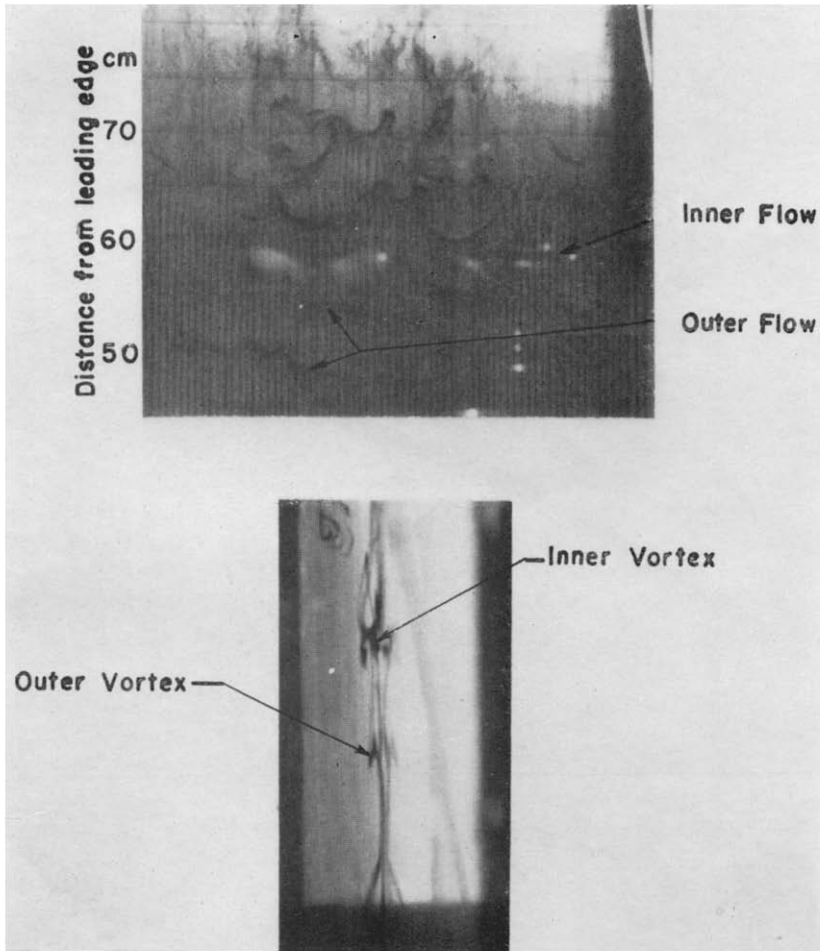 Distance from leading edge
cm
70
60
50
Inner Flow
Outer Flow
Inner Vortex
Outer Vortex